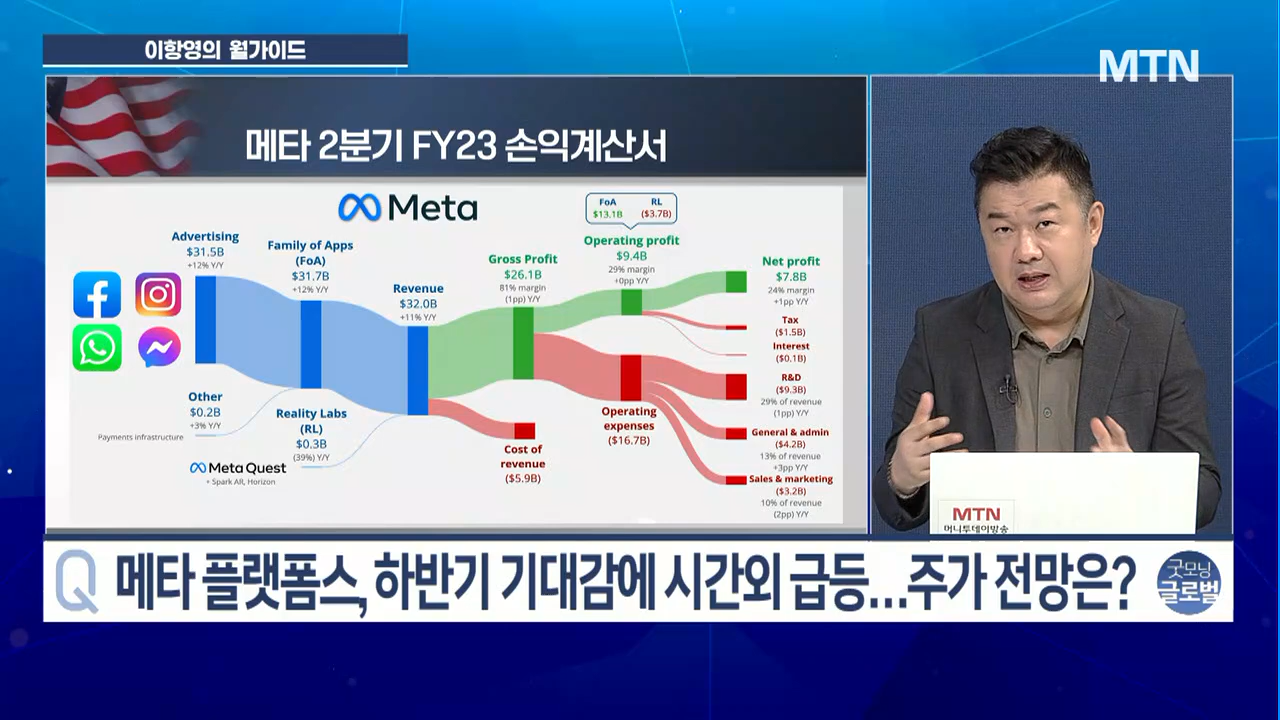 이항영의 월가이드
MTN
메타 2분기 FY23 손익계산서
Meta
FoA
$13.1B
RL
($3.7B)
Advertising
$31.5B
+12% Y/Y
Family of Apps
(FoA)
$31.7B
+12% Y/Y
Revenue
$32.0B
+11% Y/Y
Gross Profit
$26.1B
81% margin
(1pp) Y/Y
Operating profit
$9.4B
29% margin
+0pp Y/Y
Net profit
$7.8B
24% margin
+1pp Y/Y
Tax
($1.5B)
Interest
($0.1B)
R&D
($9.3B)
29% of revenue
(1pp) Y/Y
Other
$0.2B
+3% Y/Y
Payments infrastructure
Reality Labs
(RL)
$0.3B
(39%) Y/Y
Meta Quest
+ Spark AR, Horizon
Cost of
revenue
($5.9B)
Operating
expenses
($16.7B)
General & admin
($4.2B)
13% of revenue
+3pp Y/Y
Sales & marketing
($3.2B)
10% of revenue
(2pp) Y/Y
MTN
머니투데이방송
Q 메타 플랫폼스, 하반기 기대감에 시간외 급등...주가 전망은?
굿모닝
글로벌